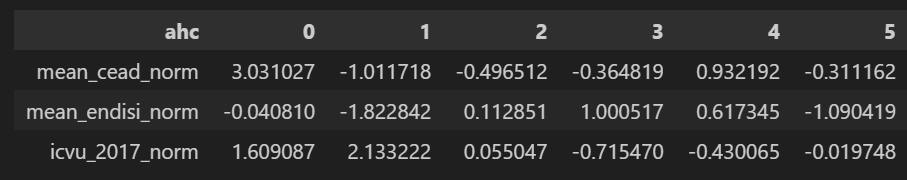 ahc 0 1 2 3 4 5
mean_cead_norm 3.031027 -1.011718 -0.496512 -0.364819 0.932192 -0.311162
mean_endisi_norm -0.040810 -1.822842 0.112851 1.000517 0.617345 -1.090419
icvu_2017_norm 1.609087 2.133222 0.055047 -0.715470 -0.430065 -0.019748